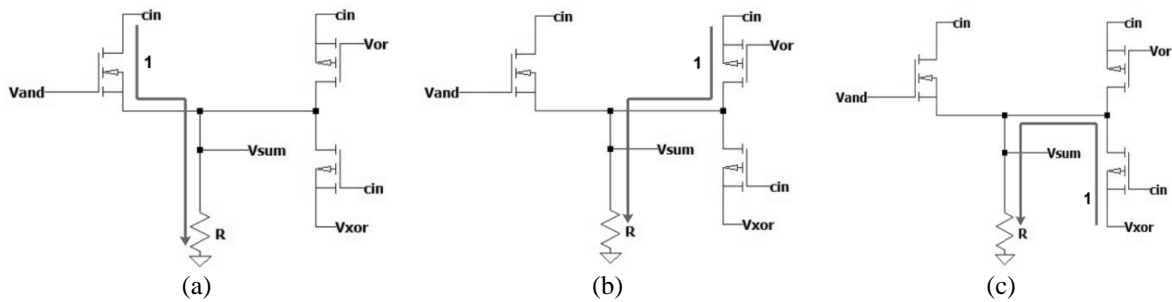 cin
1
Vand
cin
Vor
Vsum
cin
R
Vxor
(a)
cin
Vand
cin
1
Vor
Vsum
cin
R
Vxor
(b)
cin
Vand
cin
Vor
Vsum
cin
1
R
Vxor
(c)